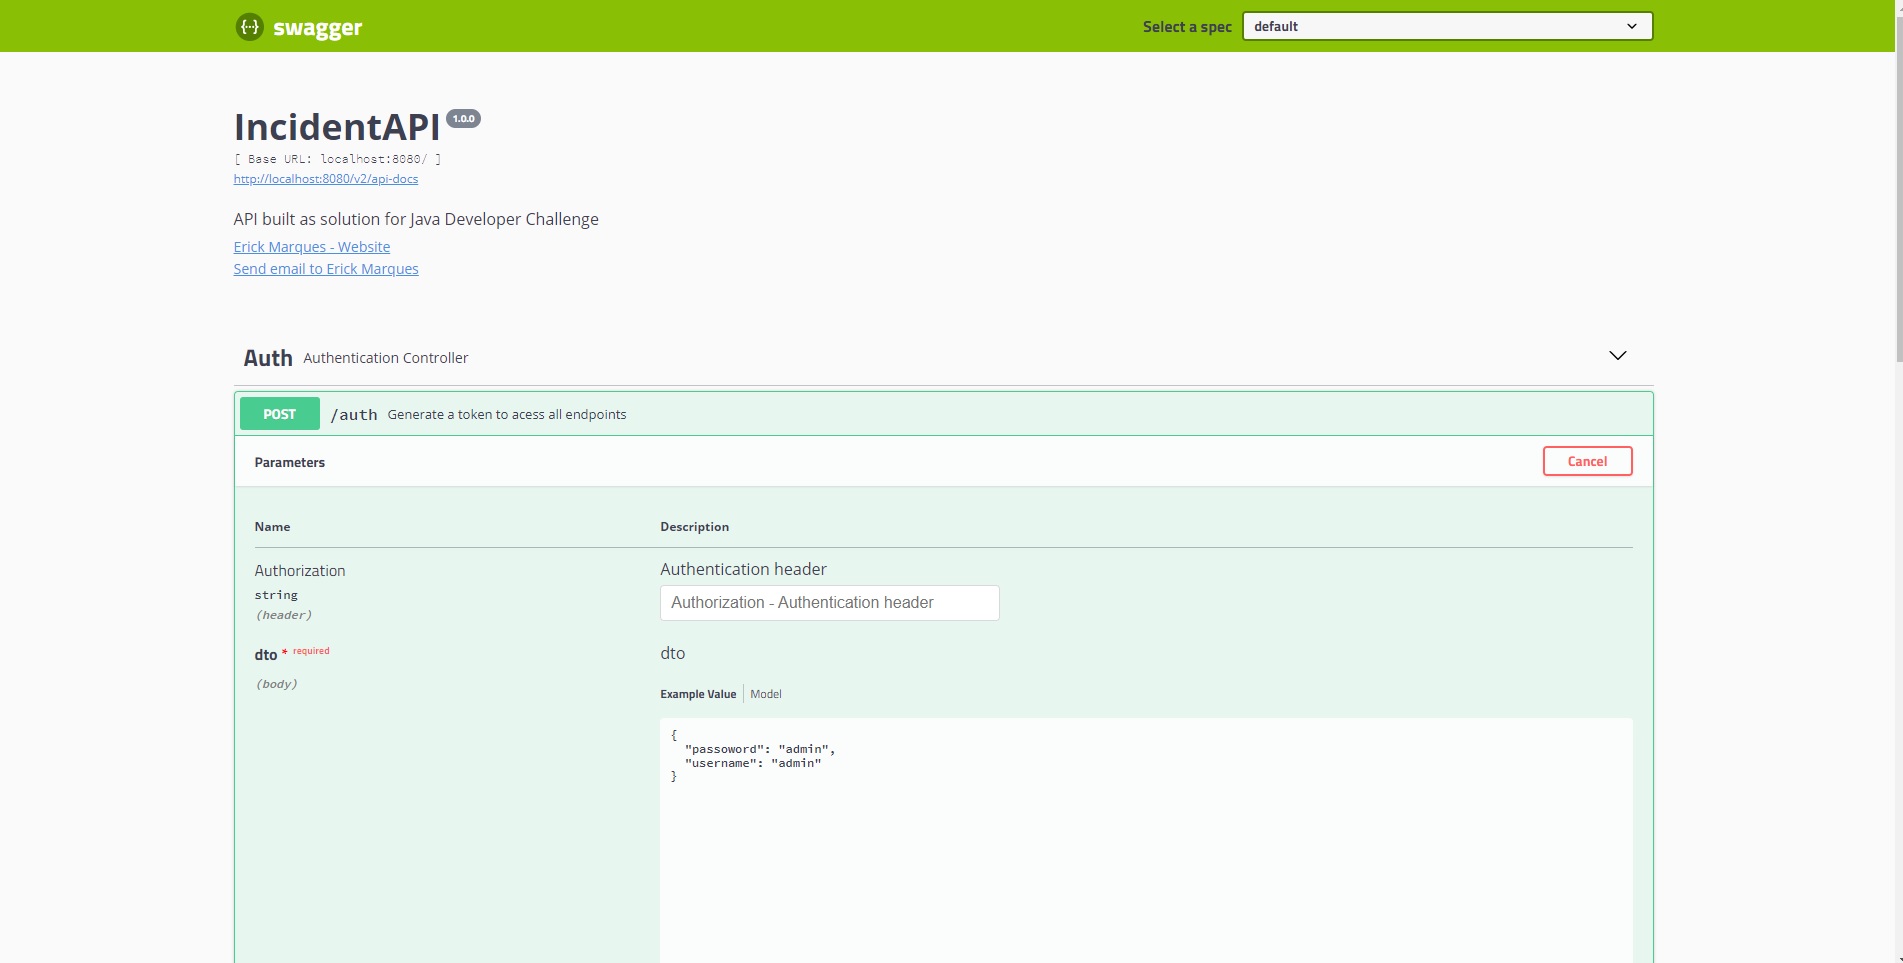 {···} swagger
Select a spec default
IncidentAPI 1.0.0
[ Base URL: localhost:8080/ ]
http://localhost:8080/v2/api-docs
API built as solution for Java Developer Challenge
Erick Marques - Website
Send email to Erick Marques
Auth Authentication Controller
POST /auth Generate a token to acess all endpoints
Parameters Cancel
Name Description
Authorization Authentication header
string Authorization - Authentication header
(header)
dto * required dto
(body)
Example Value Model
{
"passoword": "admin",
"username": "admin"
}